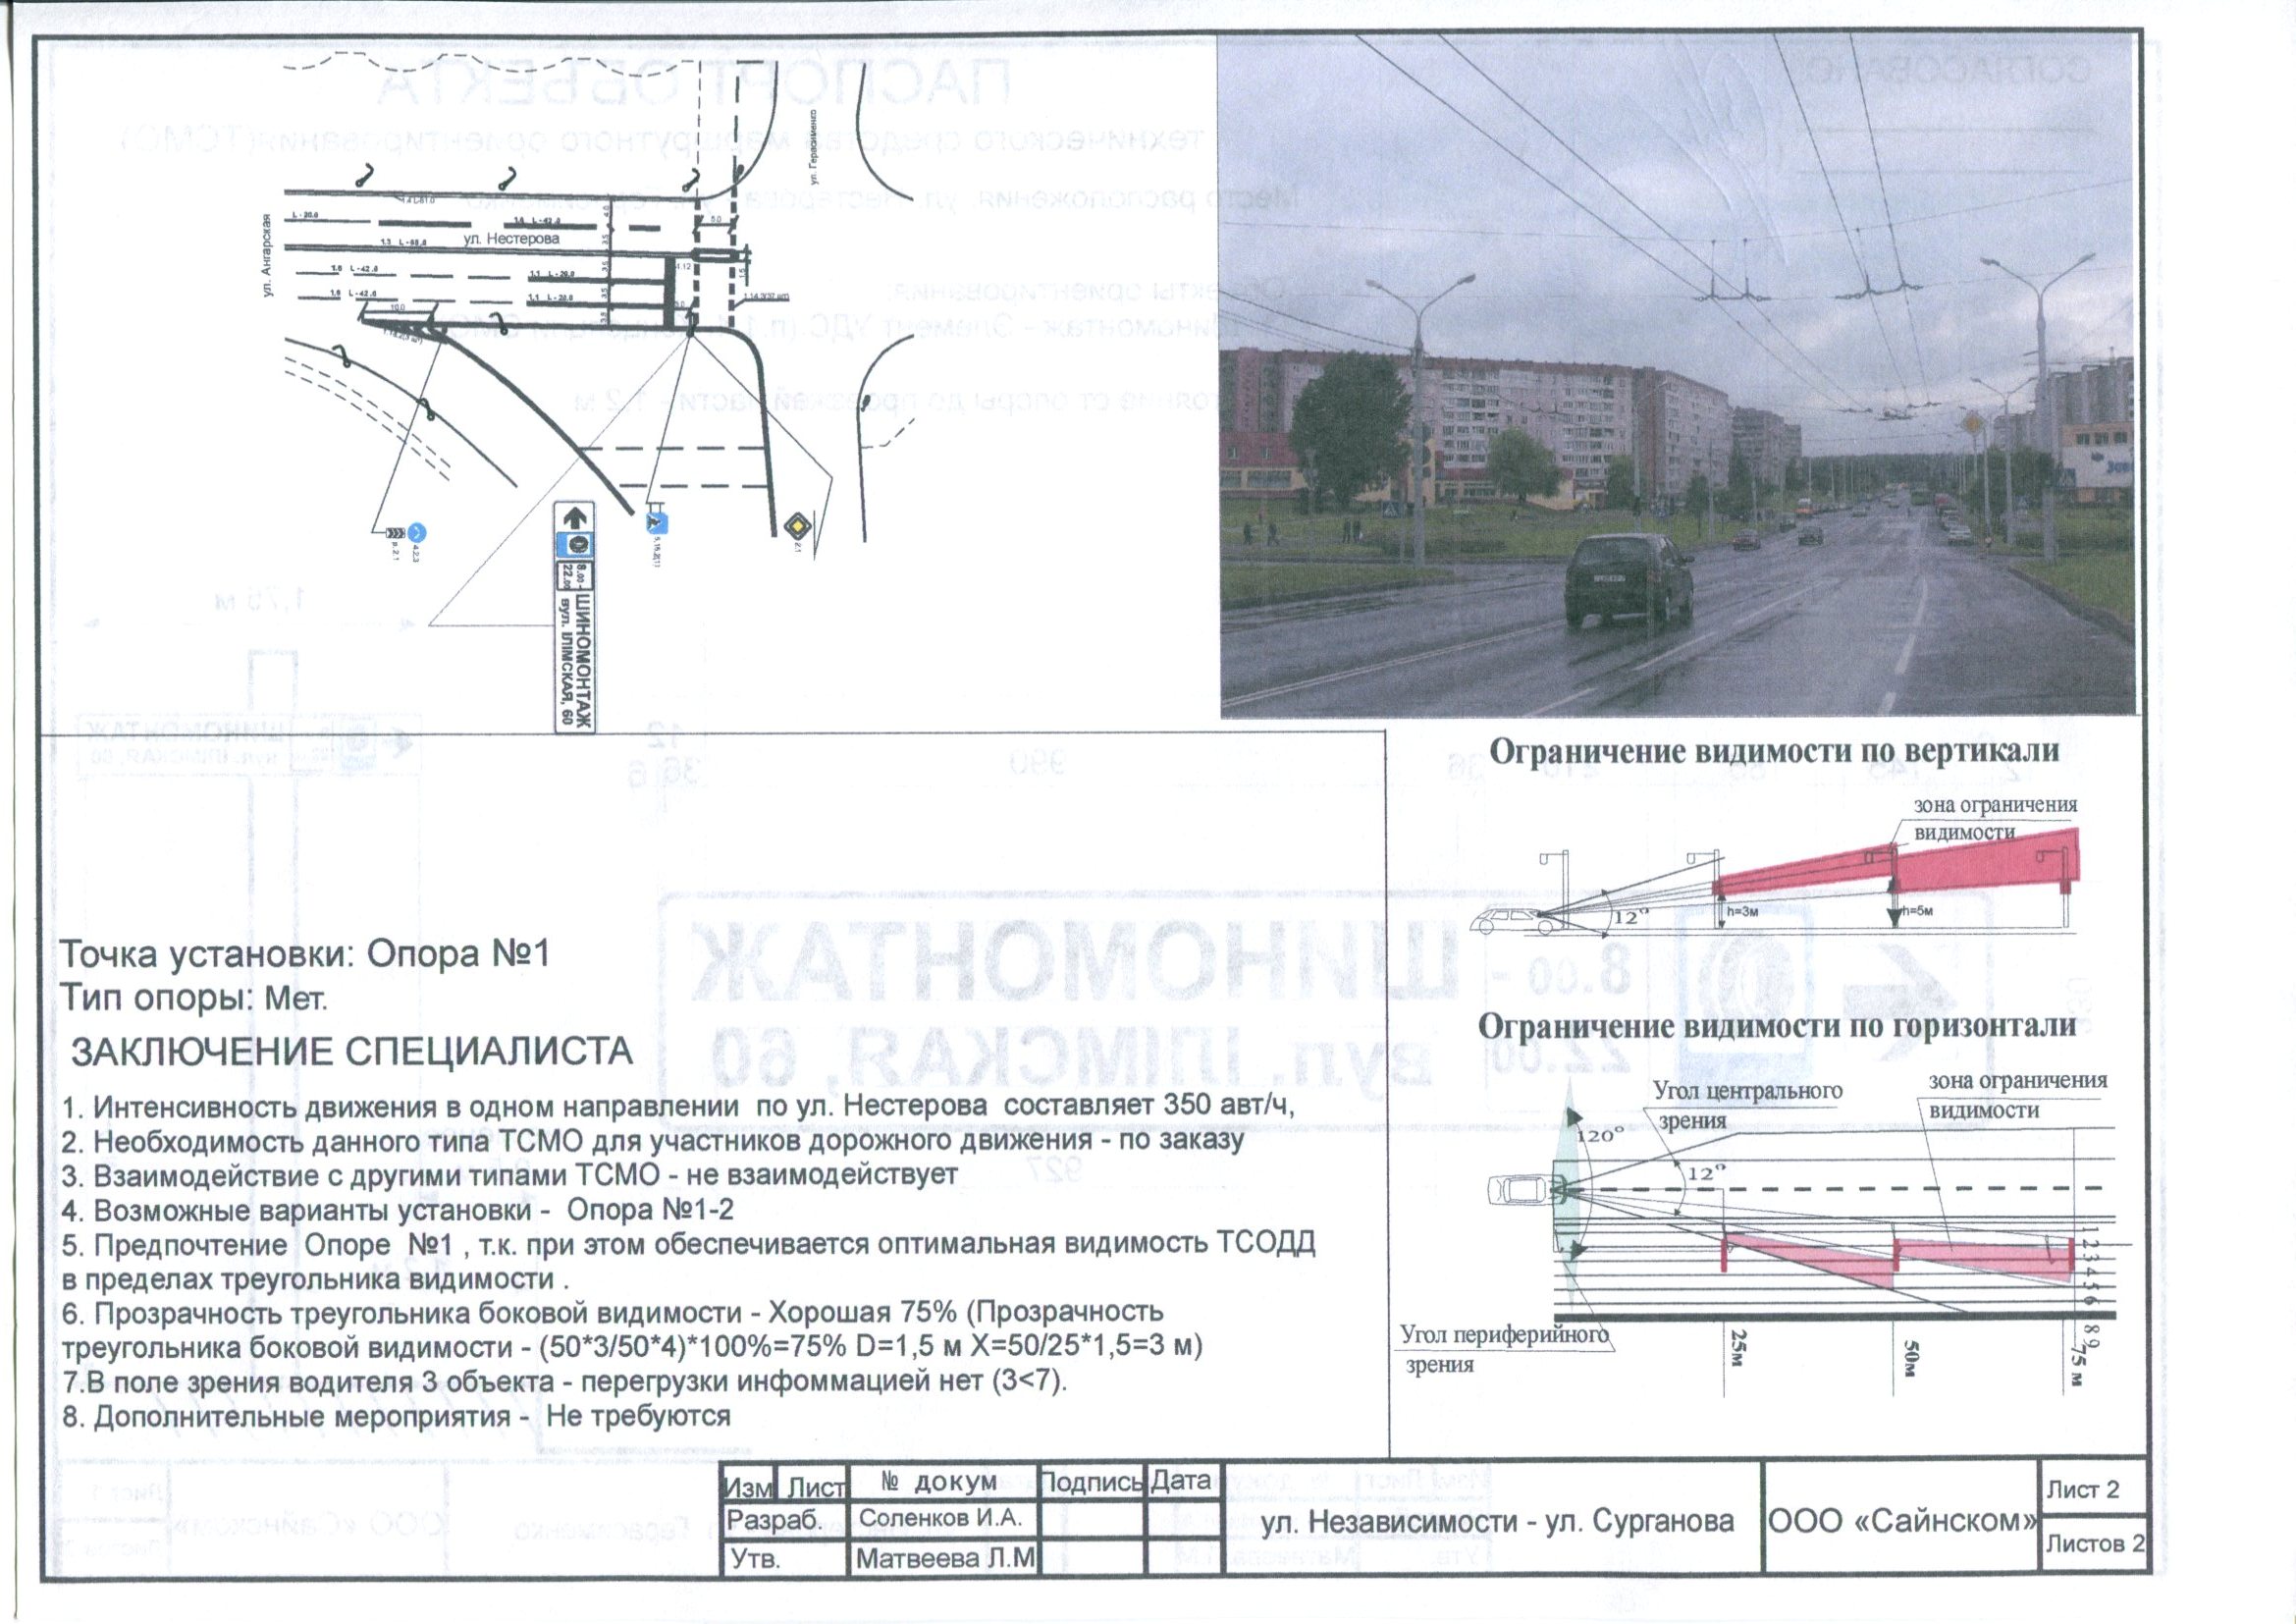 ул. Герасименко
ул. Ангарская
ул. Нестерова
L - 20.0
1.3
1.6 L - 42.0
1.6 L - 42.0
1.1 L - 20.0
10.0
5.0
1.12
4.2.3
2.1
8.00 -
22.00
ШИНОМОНТАЖ
вул. ІЛІМСКАЯ, 60
Ограничение видимости по вертикали
зона ограничения
видимости
12°
h=3м
h=5м
Ограничение видимости по горизонтали
Угол центрального
зрения
зона ограничения
видимости
120°
12°
1 2 3 4 5 6 8 9
Угол периферийного
зрения
25м
50м
75 м
Точка установки: Опора №1
Тип опоры: Мет.
ЗАКЛЮЧЕНИЕ СПЕЦИАЛИСТА
1. Интенсивность движения в одном направлении по ул. Нестерова составляет 350 авт/ч,
2. Необходимость данного типа ТСМО для участников дорожного движения - по заказу
3. Взаимодействие с другими типами ТСМО - не взаимодействует
4. Возможные варианты установки - Опора №1-2
5. Предпочтение Опоре №1 , т.к. при этом обеспечивается оптимальная видимость ТСОДД
в пределах треугольника видимости .
6. Прозрачность треугольника боковой видимости - Хорошая 75% (Прозрачность
треугольника боковой видимости - (50*3/50*4)*100%=75% D=1,5 м X=50/25*1,5=3 м)
7.В поле зрения водителя 3 объекта - перегрузки инфоммацией нет (3<7).
8. Дополнительные мероприятия - Не требуются
Изм Лист № докум Подпись Дата
Разраб. Соленков И.А.
Утв. Матвеева Л.М
ул. Независимости - ул. Сурганова
ООО «Сайнском»
Лист 2
Листов 2